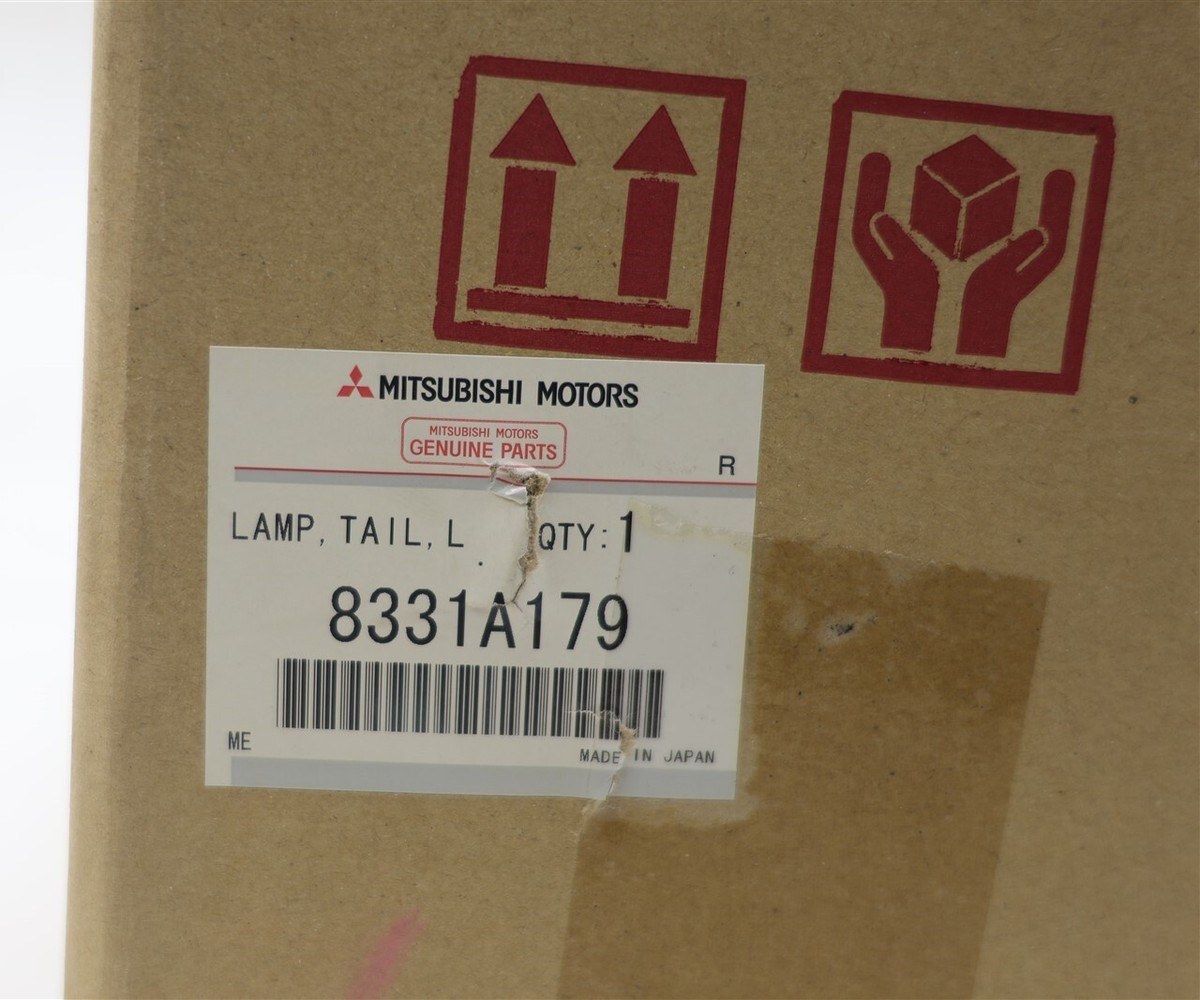 MITSUBISHI MOTORS
MITSUBISHI MOTORS
GENUINE PARTS
R
LAMP, TAIL, L QTY: 1
8331A179
ME
MADE IN JAPAN